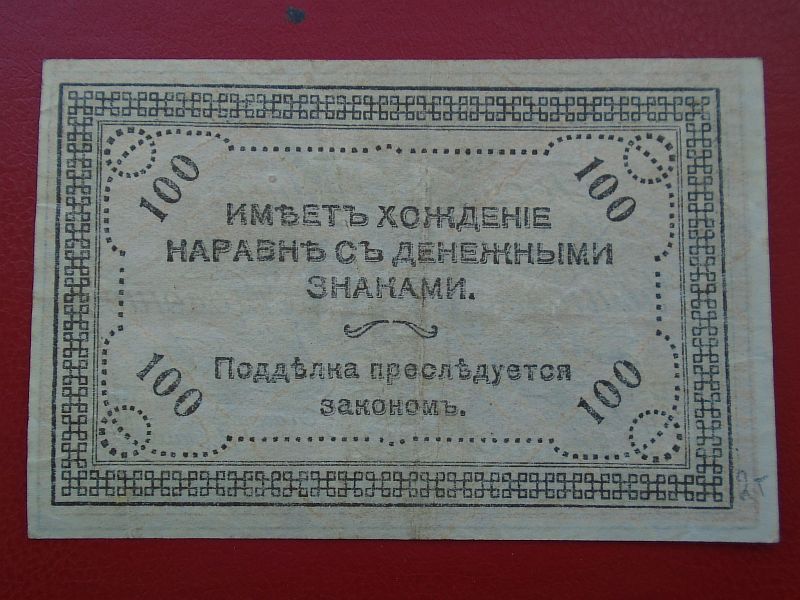 100 100
ИМѢЕТЪ ХОЖДЕНІЕ
НАРАВНѢ СЪ ДЕНЕЖНЫМИ
ЗНАКАМИ.
Поддѣлка преслѣдуется
закономъ.
100 100